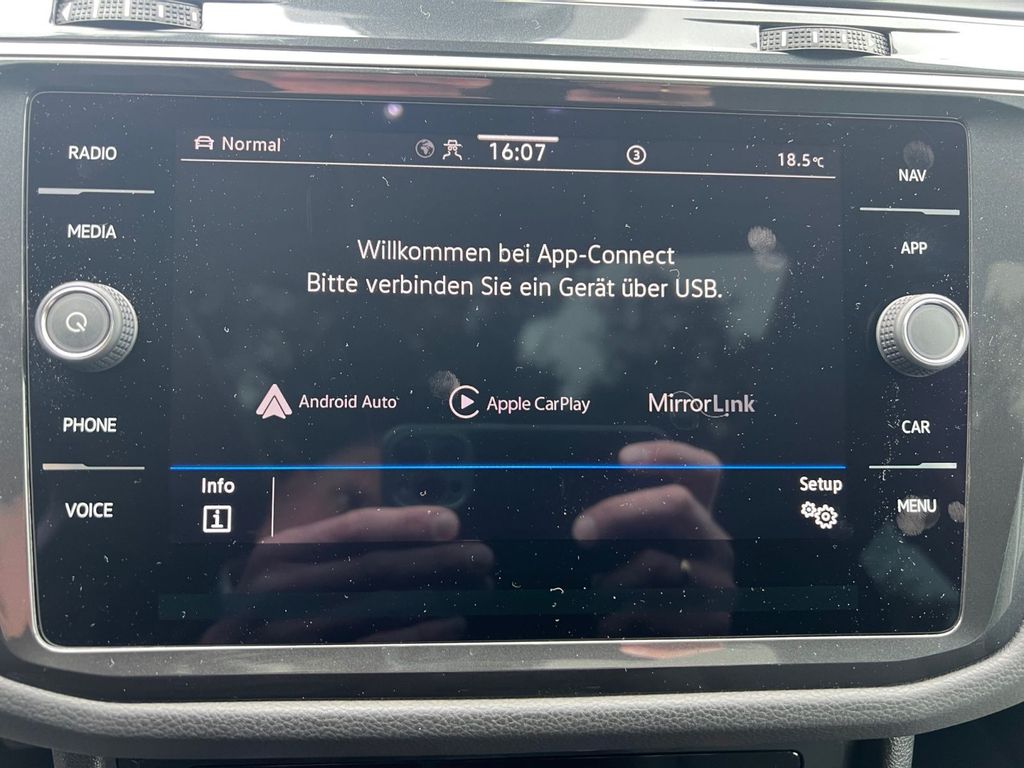 RADIO
MEDIA
PHONE
VOICE
Normal
16:07
3
18.5°C
Willkommen bei App-Connect
Bitte verbinden Sie ein Gerät über USB.
Android Auto
Apple CarPlay
MirrorLink
Info
i
Setup
NAV
APP
CAR
MENU